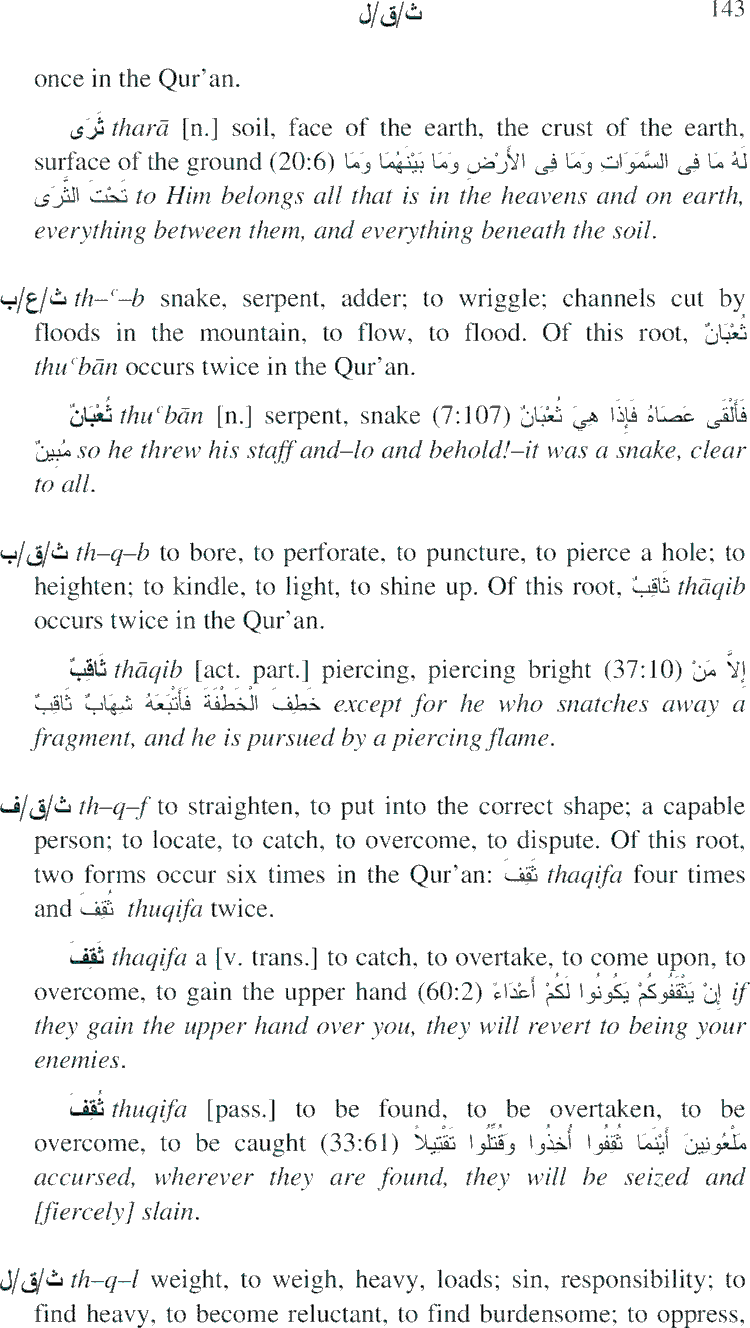 ث/ق/ل 143
once in the Qur’an.
ثَرَى tharā [n.] soil, face of the earth, the crust of the earth,
surface of the ground (20:6) لَهُ مَا فِى السَّمَوَاتِ وَمَا فِى الأَرْضِ وَمَا بَيْنَهُمَا وَمَا
تَحْتَ الثَّرَى to Him belongs all that is in the heavens and on earth,
everything between them, and everything beneath the soil.
ث/ع/ب th–ʿ–b snake, serpent, adder; to wriggle; channels cut by
floods in the mountain, to flow, to flood. Of this root, ثُعْبَانٌ
thuʿbān occurs twice in the Qur’an.
ثُعْبَانٌ thuʿbān [n.] serpent, snake (7:107) فَأَلْقَى عَصَاهُ فَإِذَا هِيَ ثُعْبَانٌ
مُبِينٌ so he threw his staff and–lo and behold!–it was a snake, clear
to all.
ث/ق/ب th–q–b to bore, to perforate, to puncture, to pierce a hole; to
heighten; to kindle, to light, to shine up. Of this root, ثَاقِبٌ thāqib
occurs twice in the Qur’an.
ثَاقِبٌ thāqib [act. part.] piercing, piercing bright (37:10) إِلاَّ مَنْ
خَطِفَ الْخَطْفَةَ فَأَتْبَعَهُ شِهَابٌ ثَاقِبٌ except for he who snatches away a
fragment, and he is pursued by a piercing flame.
ث/ق/ف th–q–f to straighten, to put into the correct shape; a capable
person; to locate, to catch, to overcome, to dispute. Of this root,
two forms occur six times in the Qur’an: ثَقِفَ thaqifa four times
and ثُقِفَ thuqifa twice.
ثَقِفَ thaqifa a [v. trans.] to catch, to overtake, to come upon, to
overcome, to gain the upper hand (60:2) إِنْ يَثْقَفُوكُمْ يَكُونُوا لَكُمْ أَعْدَاءً if
they gain the upper hand over you, they will revert to being your
enemies.
ثُقِفَ thuqifa [pass.] to be found, to be overtaken, to be
overcome, to be caught (33:61) مَلْعُونِينَ أَيْنَمَا ثُقِفُوا أُخِذُوا وَقُتِّلُوا تَقْتِيلاً
accursed, wherever they are found, they will be seized and
[fiercely] slain.
ث/ق/ل th–q–l weight, to weigh, heavy, loads; sin, responsibility; to
find heavy, to become reluctant, to find burdensome; to oppress,